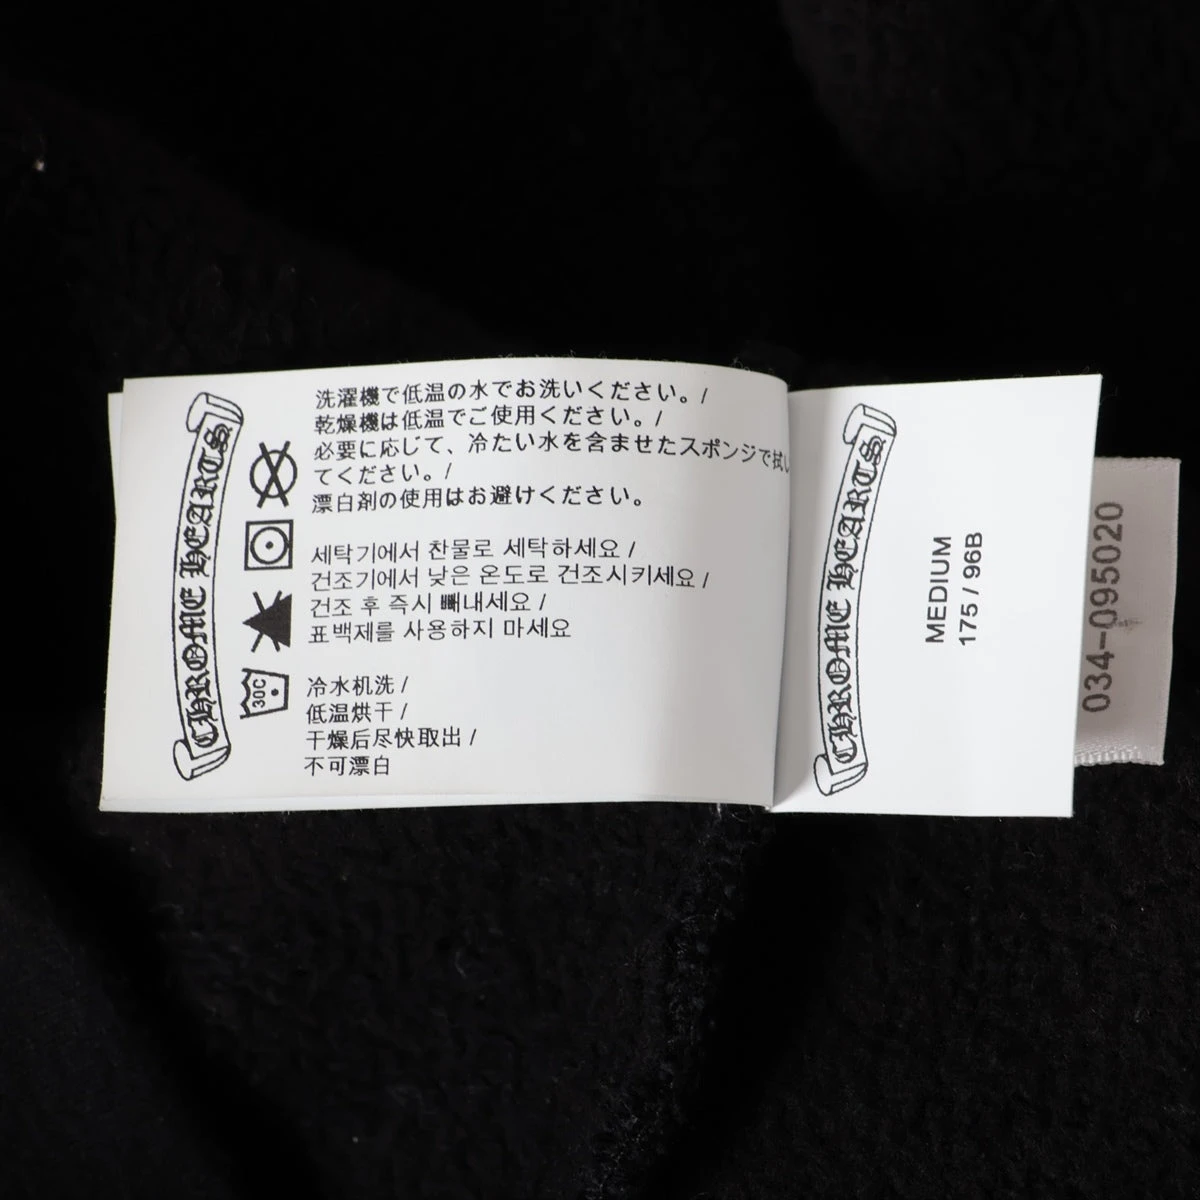 CHROME HEARTS
洗濯機で低温の水でお洗いください。/
乾燥機は低温でご使用ください。/
必要に応じて、冷たい水を含ませたスポンジで拭い
てください。/
漂白剤の使用はお避けください。
세탁기에서 찬물로 세탁하세요 /
건조기에서 낮은 온도로 건조시키세요 /
건조 후 즉시 빼내세요 /
표백제를 사용하지 마세요
30C
冷水机洗 /
低温烘干 /
干燥后尽快取出 /
不可漂白
CHROME HEARTS
MEDIUM
175 / 96B
034-095020